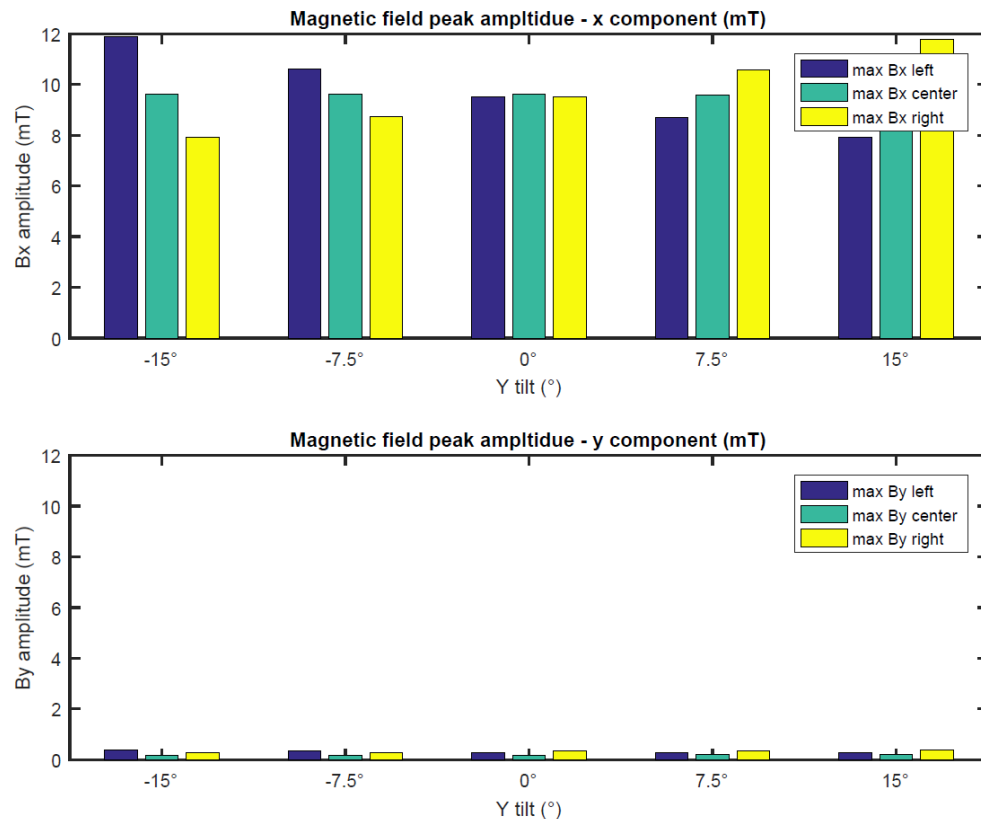 Magnetic field peak ampltidue - x component (mT)
12
10
8
6
4
2
0
Bx amplitude (mT)
max Bx left
max Bx center
max Bx right
-15° -7.5° 0° 7.5° 15°
Y tilt (°)
Magnetic field peak ampltidue - y component (mT)
12
10
8
6
4
2
0
By amplitude (mT)
max By left
max By center
max By right
-15° -7.5° 0° 7.5° 15°
Y tilt (°)